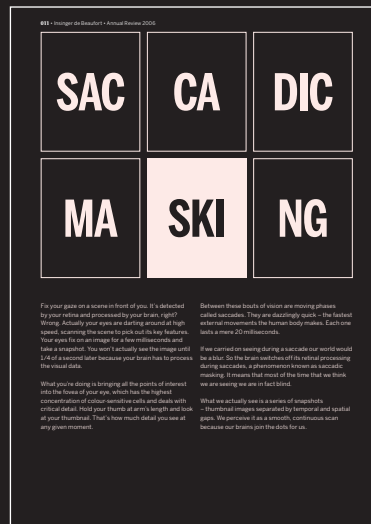 011 • Insinger de Beaufort • Annual Review 2006
SAC CA DIC
MA SKI NG
Fix your gaze on a scene in front of you. It's detected
by your retina and processed by your brain, right?
Wrong. Actually your eyes are darting around at high
speed, scanning the scene to pick out its key features.
Your eyes fix on an image for a few milliseconds and
take a snapshot. You won't actually see the image until
1/4 of a second later because your brain has to process
the visual data.
What you're doing is bringing all the points of interest
into the fovea of your eye, which has the highest
concentration of colour-sensitive cells and deals with
critical detail. Hold your thumb at arm's length and look
at your thumbnail. That's how much detail you see at
any given moment.
Between these bouts of vision are moving phases
called saccades. They are dazzlingly quick – the fastest
external movements the human body makes. Each one
lasts a mere 20 milliseconds.
If we carried on seeing during a saccade our world would
be a blur. So the brain switches off its retinal processing
during saccades, a phenomenon known as saccadic
masking. It means that most of the time that we think
we are seeing we are in fact blind.
What we actually see is a series of snapshots
– thumbnail images separated by temporal and spatial
gaps. We perceive it as a smooth, continuous scan
because our brains join the dots for us.